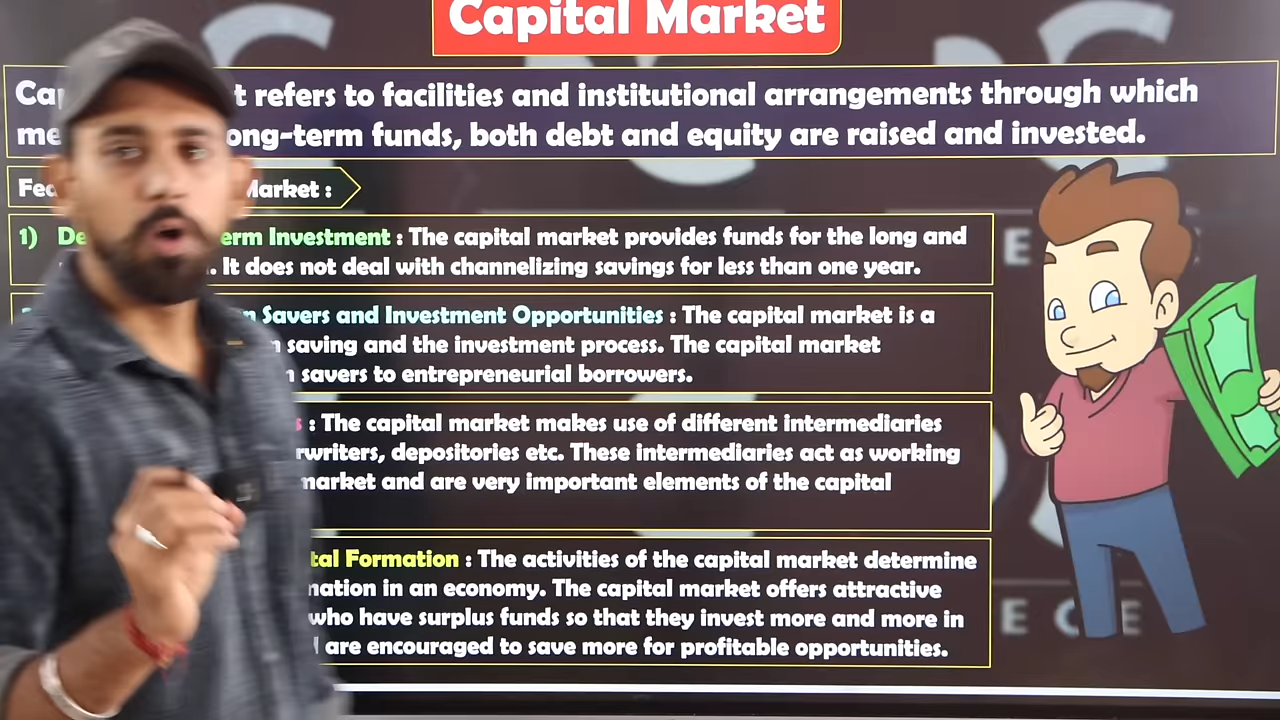 Capital Market
t refers to facilities and institutional arrangements through which
ong-term funds, both debt and equity are raised and invested.
Market :
1) erm Investment : The capital market provides funds for the long and
. It does not deal with channelizing savings for less than one year.
n Savers and Investment Opportunities : The capital market is a
saving and the investment process. The capital market
savers to entrepreneurial borrowers.
s : The capital market makes use of different intermediaries
rwriters, depositories etc. These intermediaries act as working
market and are very important elements of the capital
tal Formation : The activities of the capital market determine
mation in an economy. The capital market offers attractive
who have surplus funds so that they invest more and more in
are encouraged to save more for profitable opportunities.